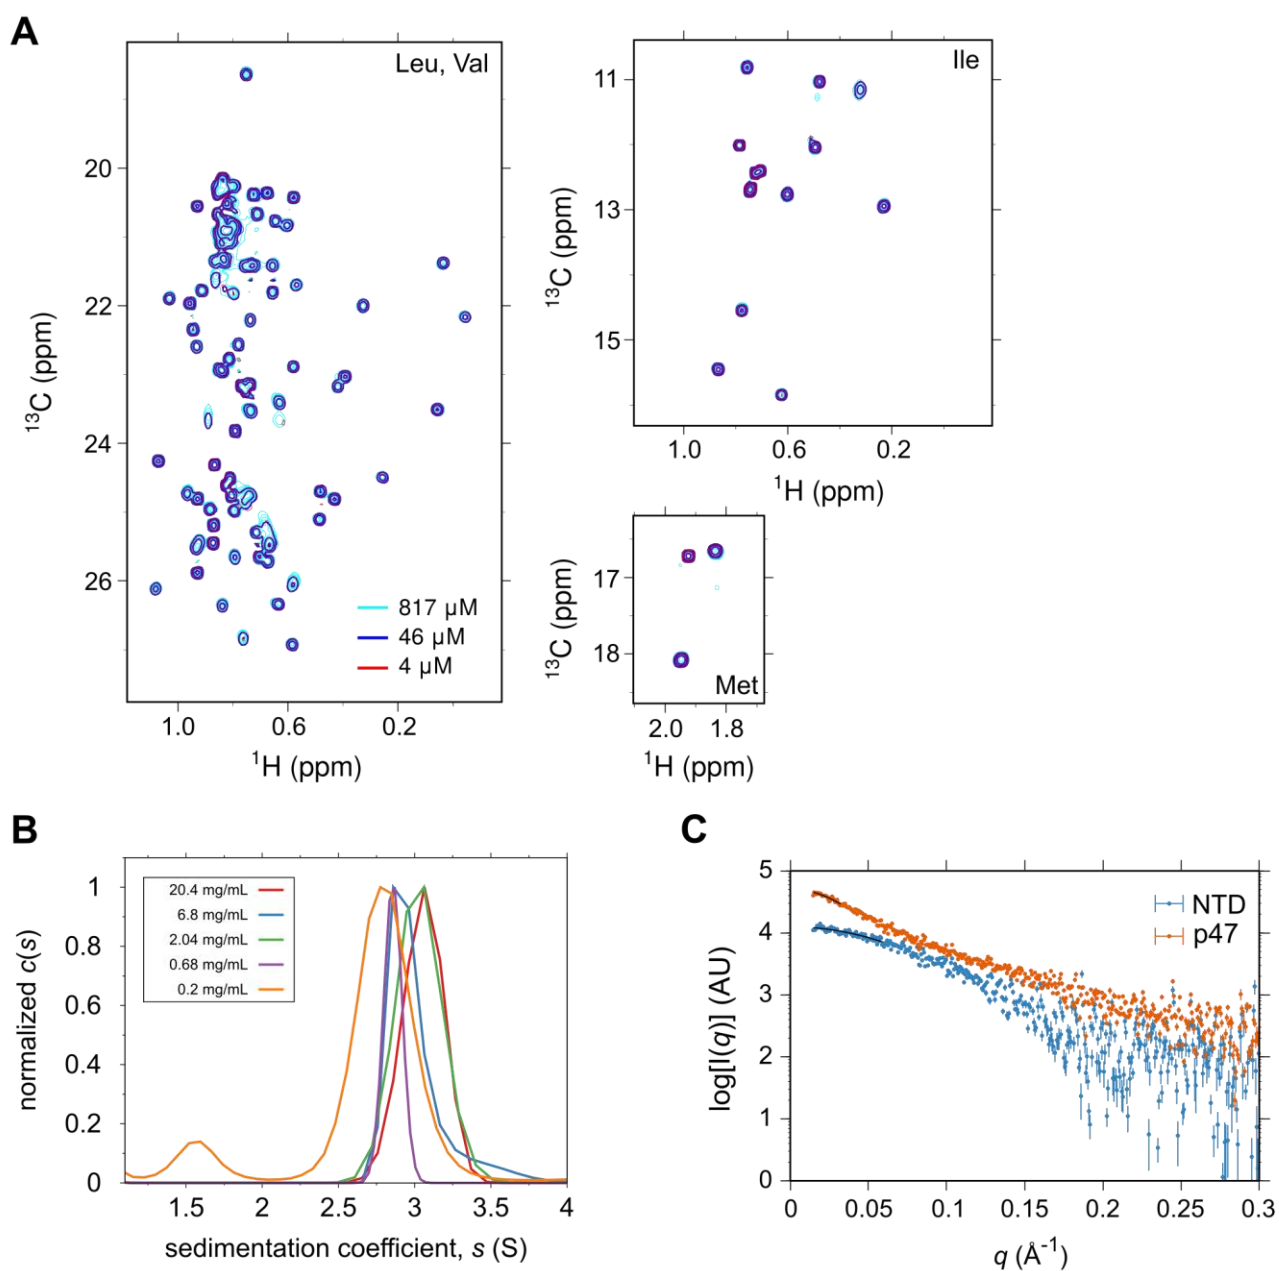 A
Leu, Val
20
22
24
26
13C (ppm)
817 µM
46 µM
4 µM
1.0 0.6 0.2
1H (ppm)
Ile
11
13
15
13C (ppm)
1.0 0.6 0.2
1H (ppm)
17
18
13C (ppm)
Met
2.0 1.8
1H (ppm)
B
1
0.8
0.6
0.4
0.2
0
normalized c(s)
20.4 mg/mL
6.8 mg/mL
2.04 mg/mL
0.68 mg/mL
0.2 mg/mL
1.5 2 2.5 3 3.5 4
sedimentation coefficient, s (S)
C
5
4
3
2
1
0
log[I(q)] (AU)
NTD
p47
0 0.05 0.1 0.15 0.2 0.25 0.3
q (Å-1)